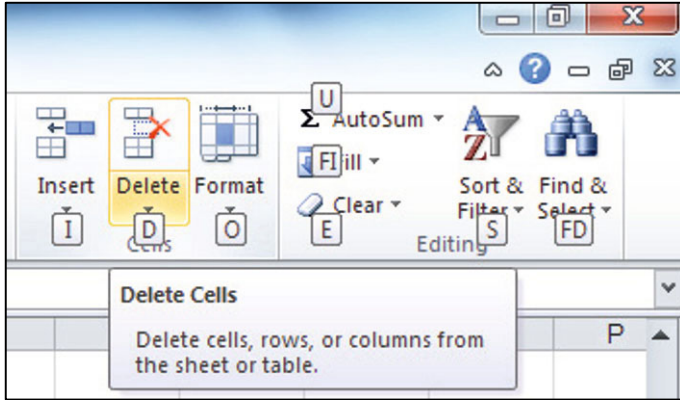 U
Σ AutoSum
FI ill
Insert Delete Format
Clear
Sort & Find &
Filter Select
I D O E S FD
Cells Editing
Delete Cells
Delete cells, rows, or columns from
the sheet or table.
P